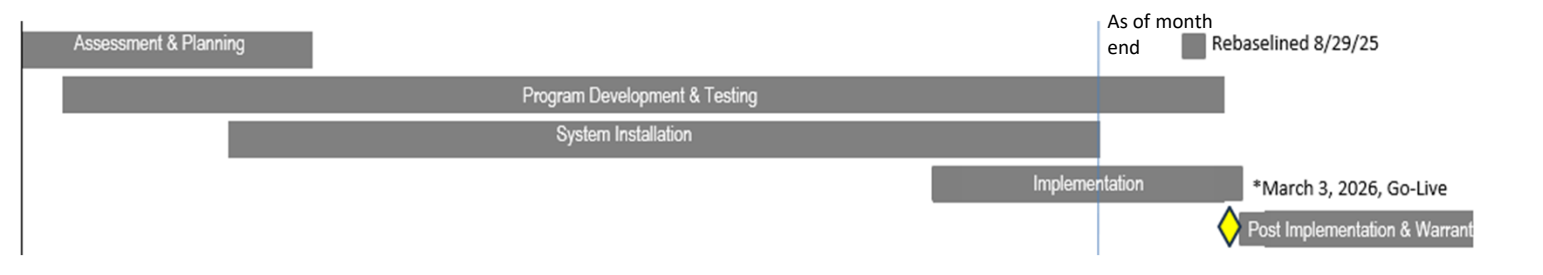 As of month
end
Assessment & Planning
Rebaselined 8/29/25
Program Development & Testing
System Installation
Implementation
*March 3, 2026, Go-Live
Post Implementation & Warrant